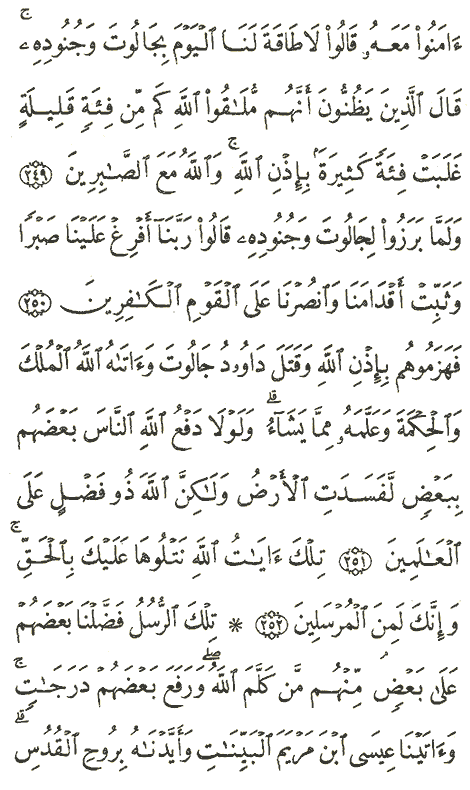 ءَامَنُوا۟ مَعَهُۥ قَالُوا۟ لَا طَاقَةَ لَنَا ٱلْيَوْمَ بِجَالُوتَ وَجُنُودِهِۦ ۚ
قَالَ ٱلَّذِينَ يَظُنُّونَ أَنَّهُم مُّلَـٰقُوا۟ ٱللَّهِ كَم مِّن فِئَةٍ قَلِيلَةٍ
غَلَبَتْ فِئَةً كَثِيرَةًۢ بِإِذْنِ ٱللَّهِ ۚ وَٱللَّهُ مَعَ ٱلصَّـٰبِرِينَ ﴿٢٤٩﴾
وَلَمَّا بَرَزُوا۟ لِجَالُوتَ وَجُنُودِهِۦ قَالُوا۟ رَبَّنَآ أَفْرِغْ عَلَيْنَا صَبْرًا
وَثَبِّتْ أَقْدَامَنَا وَٱنصُرْنَا عَلَى ٱلْقَوْمِ ٱلْكَـٰفِرِينَ ﴿٢٥٠﴾
فَهَزَمُوهُم بِإِذْنِ ٱللَّهِ وَقَتَلَ دَاوُۥدُ جَالُوتَ وَءَاتَىٰهُ ٱللَّهُ ٱلْمُلْكَ
وَٱلْحِكْمَةَ وَعَلَّمَهُۥ مِمَّا يَشَآءُ ۗ وَلَوْلَا دَفْعُ ٱللَّهِ ٱلنَّاسَ بَعْضَهُم
بِبَعْضٍ لَّفَسَدَتِ ٱلْأَرْضُ وَلَـٰكِنَّ ٱللَّهَ ذُو فَضْلٍ عَلَى
ٱلْعَـٰلَمِينَ ﴿٢٥١﴾ تِلْكَ ءَايَـٰتُ ٱللَّهِ نَتْلُوهَا عَلَيْكَ بِٱلْحَقِّ ۚ
وَإِنَّكَ لَمِنَ ٱلْمُرْسَلِينَ ﴿٢٥٢﴾ * تِلْكَ ٱلرُّسُلُ فَضَّلْنَا بَعْضَهُمْ
عَلَىٰ بَعْضٍۢ مِّنْهُم مَّن كَلَّمَ ٱللَّهُ ۖ وَرَفَعَ بَعْضَهُمْ دَرَجَـٰتٍ ۚ
وَءَاتَيْنَا عِيسَى ٱبْنَ مَرْيَمَ ٱلْبَيِّنَـٰتِ وَأَيَّدْنَـٰهُ بِرُوحِ ٱلْقُدُسِ ۗ